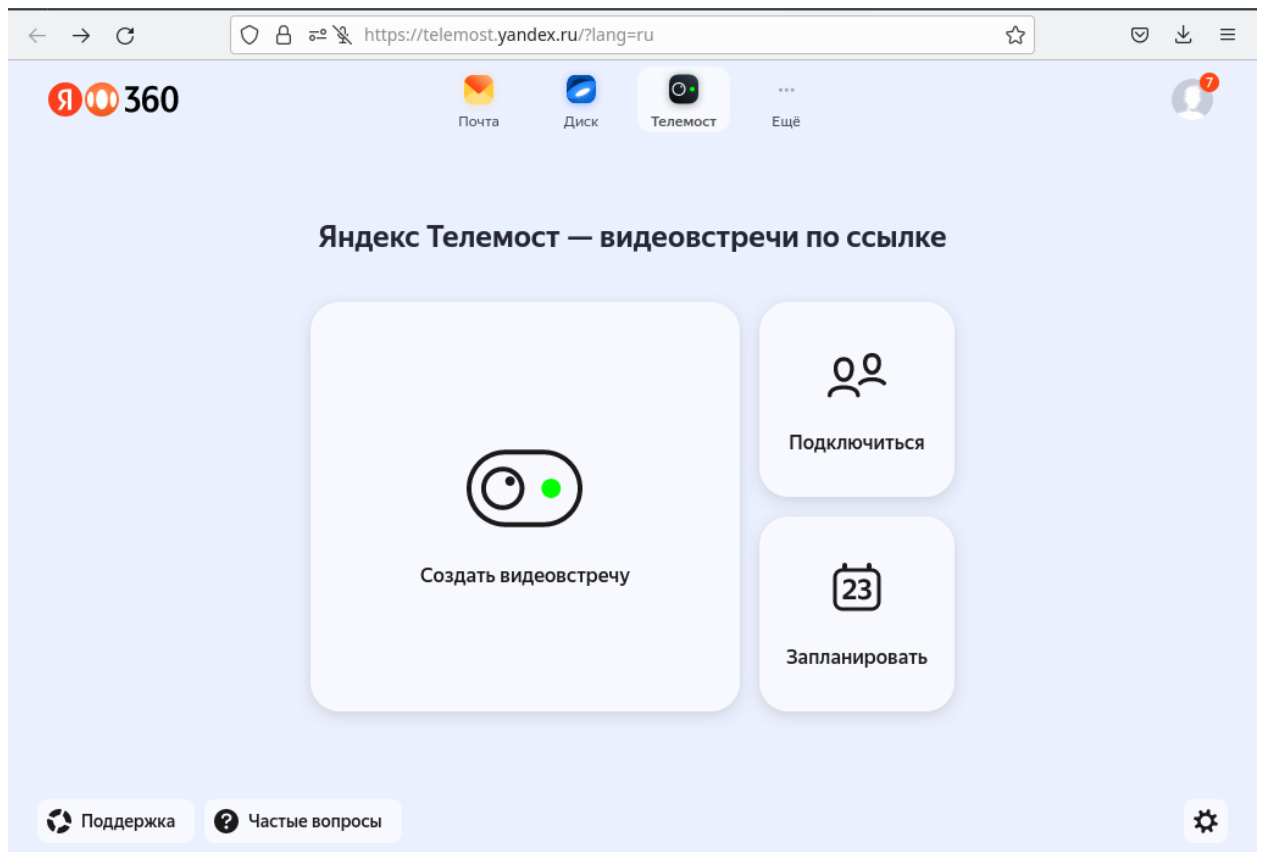 https://telemost.yandex.ru/?lang=ru
Я 360
7
Почта
Диск
Телемост
Ещё
Яндекс Телемост — видеовстречи по ссылке
Создать видеовстречу
Подключиться
23
Запланировать
Поддержка
? Частые вопросы